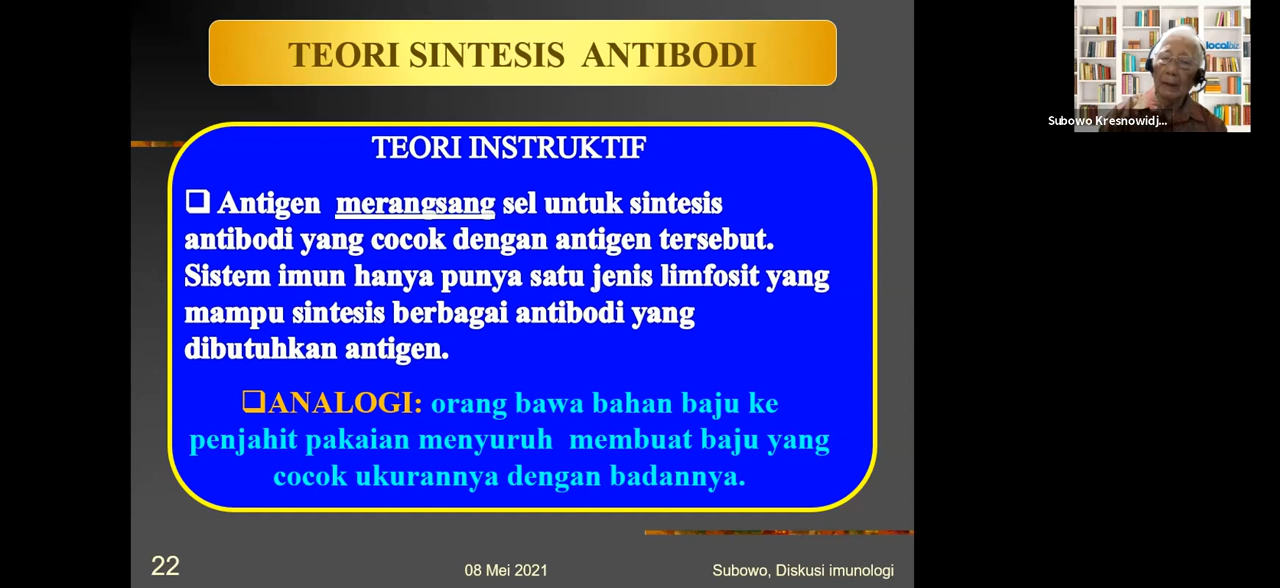 TEORI SINTESIS ANTIBODI
TEORI INSTRUKTIF
❑ Antigen merangsang sel untuk sintesis
antibodi yang cocok dengan antigen tersebut.
Sistem imun hanya punya satu jenis limfosit yang
mampu sintesis berbagai antibodi yang
dibutuhkan antigen.
❑ANALOGI: orang bawa bahan baju ke
penjahit pakaian menyuruh membuat baju yang
cocok ukurannya dengan badannya.
22
08 Mei 2021
Subowo, Diskusi imunologi
localbiz
Subowo Kresnowidj...